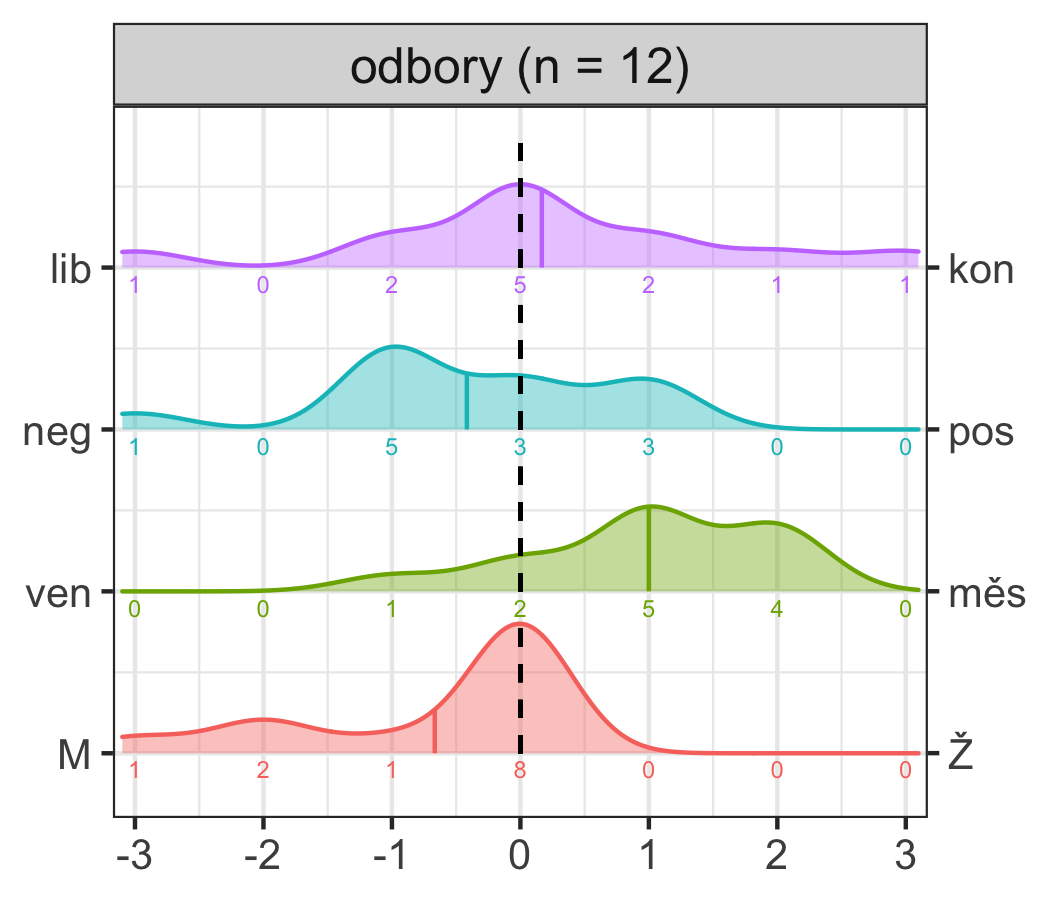 odbory (n = 12)
lib kon
1 0 2 5 2 1 1
neg pos
1 0 5 3 3 0 0
ven měs
0 0 1 2 5 4 0
M Ž
1 2 1 8 0 0 0
-3 -2 -1 0 1 2 3